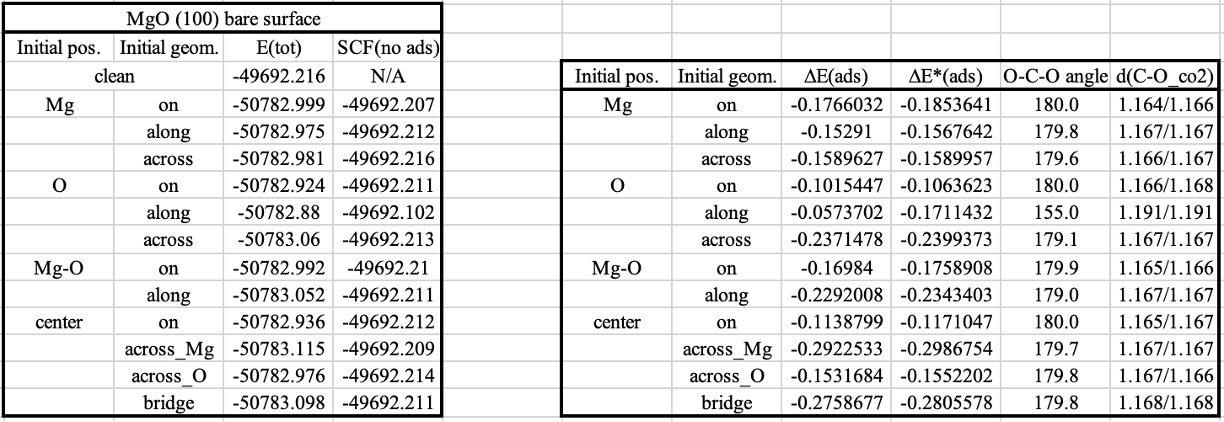 MgO (100) bare surface
Initial pos. Initial geom. E(tot) SCF(no ads)
clean -49692.216 N/A
Mg on -50782.999 -49692.207
along -50782.975 -49692.212
across -50782.981 -49692.216
O on -50782.924 -49692.211
along -50782.88 -49692.102
across -50783.06 -49692.213
Mg-O on -50782.992 -49692.21
along -50783.052 -49692.211
center on -50782.936 -49692.212
across_Mg -50783.115 -49692.209
across_O -50782.976 -49692.214
bridge -50783.098 -49692.211
Initial pos. Initial geom. ΔE(ads) ΔE*(ads) O-C-O angle d(C-O_co2)
Mg on -0.1766032 -0.1853641 180.0 1.164/1.166
along -0.15291 -0.1567642 179.8 1.167/1.167
across -0.1589627 -0.1589957 179.6 1.166/1.167
O on -0.1015447 -0.1063623 180.0 1.166/1.168
along -0.0573702 -0.1711432 155.0 1.191/1.191
across -0.2371478 -0.2399373 179.1 1.167/1.167
Mg-O on -0.16984 -0.1758908 179.9 1.165/1.166
along -0.2292008 -0.2343403 179.0 1.167/1.167
center on -0.1138799 -0.1171047 180.0 1.165/1.167
across_Mg -0.2922533 -0.2986754 179.7 1.167/1.167
across_O -0.1531684 -0.1552202 179.8 1.167/1.166
bridge -0.2758677 -0.2805578 179.8 1.168/1.168